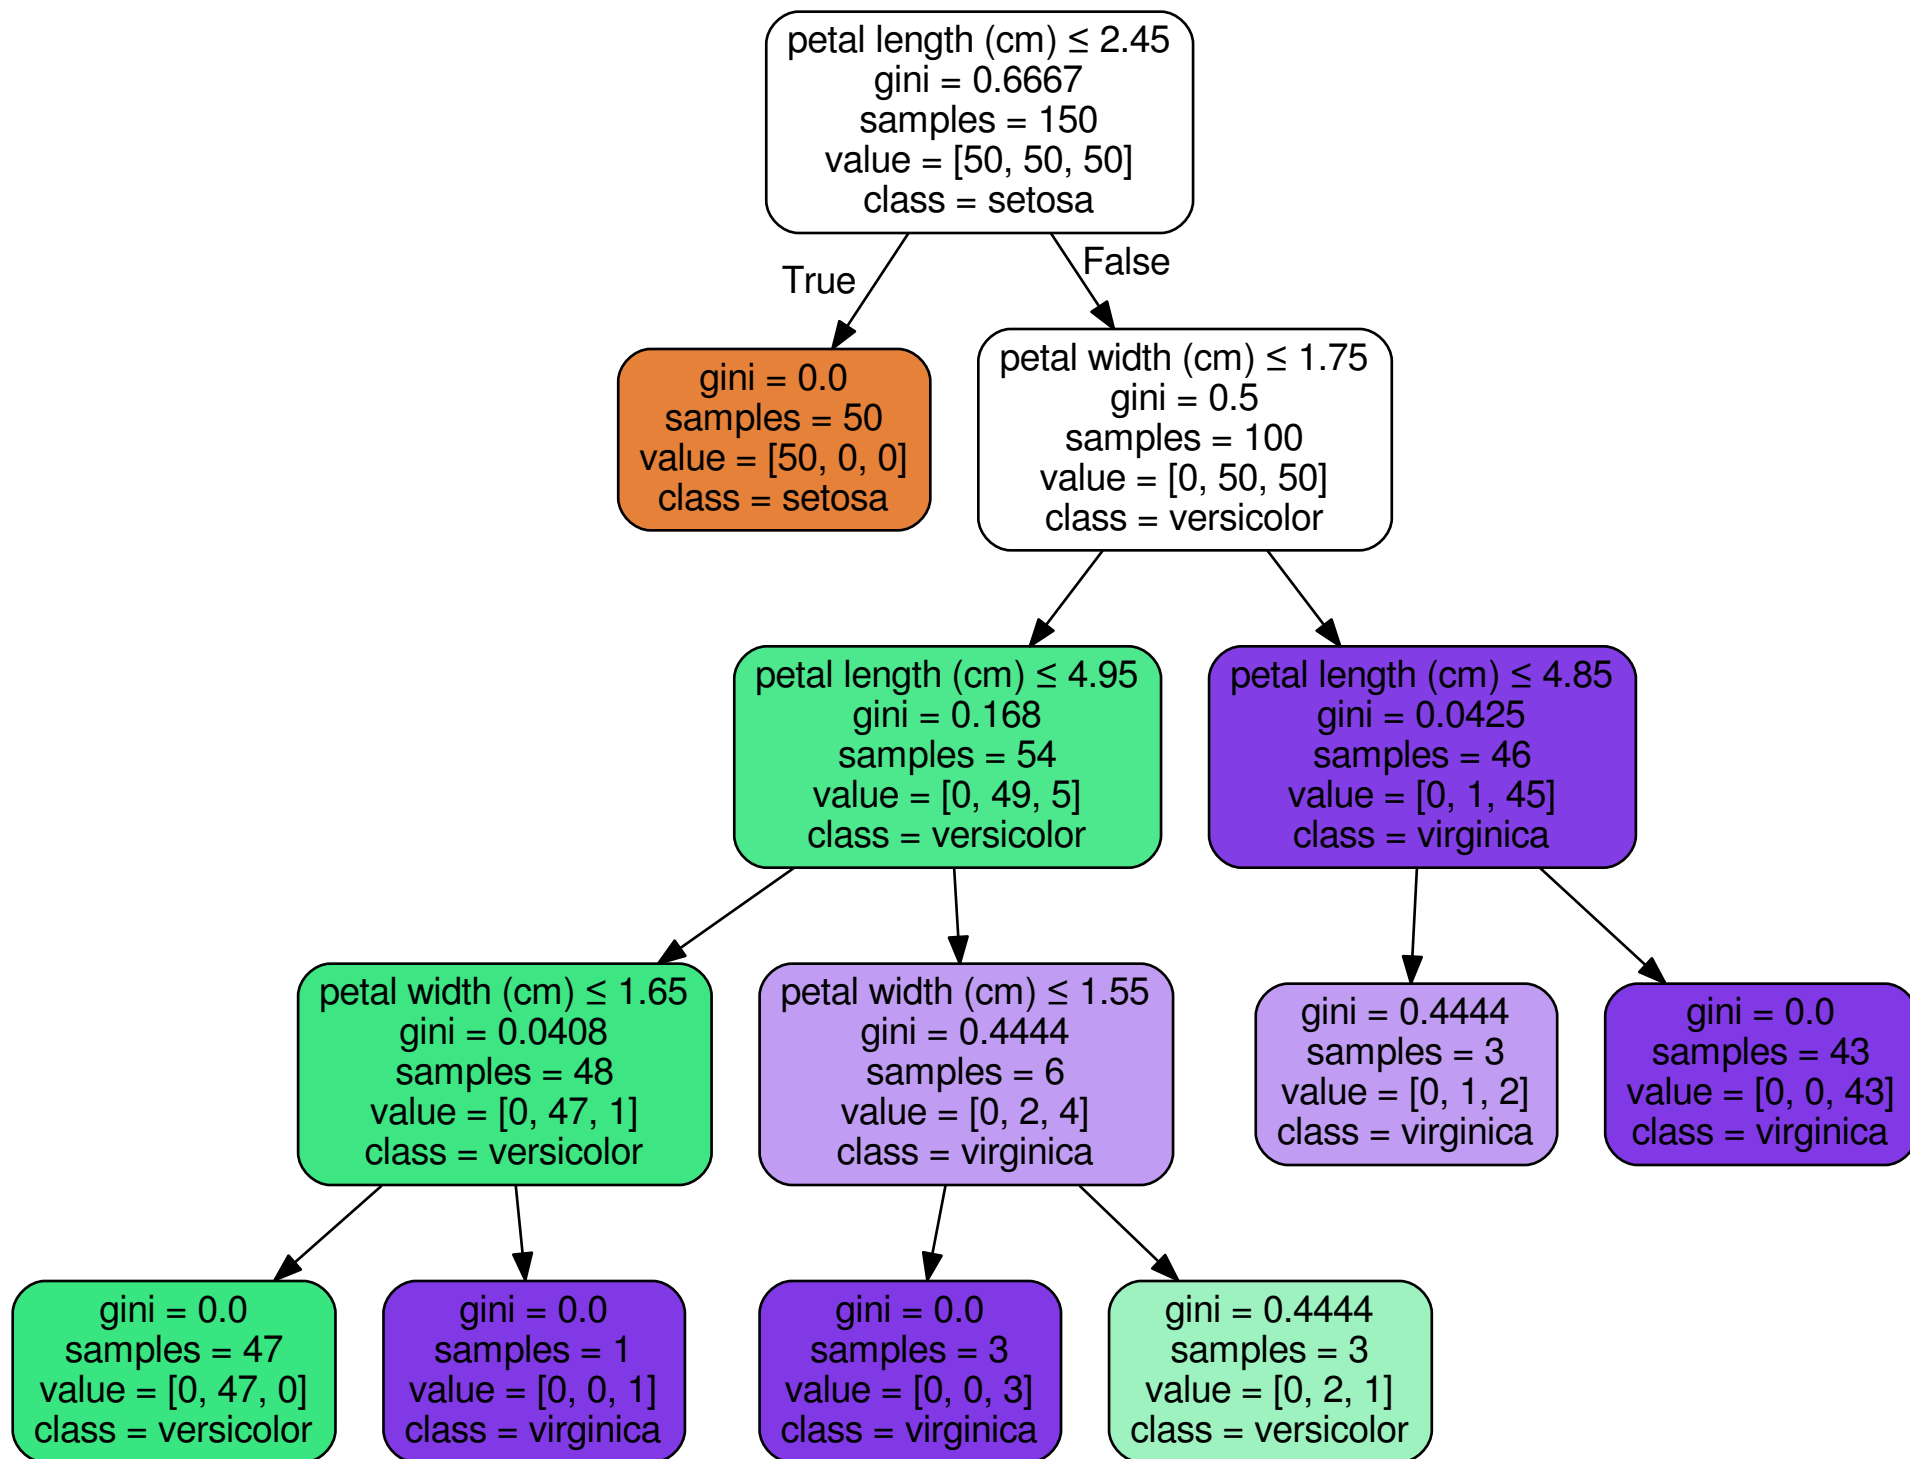 petal length (cm) ≤ 2.45
gini = 0.6667
samples = 150
value = [50, 50, 50]
class = setosa
True
False
gini = 0.0
samples = 50
value = [50, 0, 0]
class = setosa
petal width (cm) ≤ 1.75
gini = 0.5
samples = 100
value = [0, 50, 50]
class = versicolor
petal length (cm) ≤ 4.95
gini = 0.168
samples = 54
value = [0, 49, 5]
class = versicolor
petal length (cm) ≤ 4.85
gini = 0.0425
samples = 46
value = [0, 1, 45]
class = virginica
petal width (cm) ≤ 1.65
gini = 0.0408
samples = 48
value = [0, 47, 1]
class = versicolor
petal width (cm) ≤ 1.55
gini = 0.4444
samples = 6
value = [0, 2, 4]
class = virginica
gini = 0.4444
samples = 3
value = [0, 1, 2]
class = virginica
gini = 0.0
samples = 43
value = [0, 0, 43]
class = virginica
gini = 0.0
samples = 47
value = [0, 47, 0]
class = versicolor
gini = 0.0
samples = 1
value = [0, 0, 1]
class = virginica
gini = 0.0
samples = 3
value = [0, 0, 3]
class = virginica
gini = 0.4444
samples = 3
value = [0, 2, 1]
class = versicolor